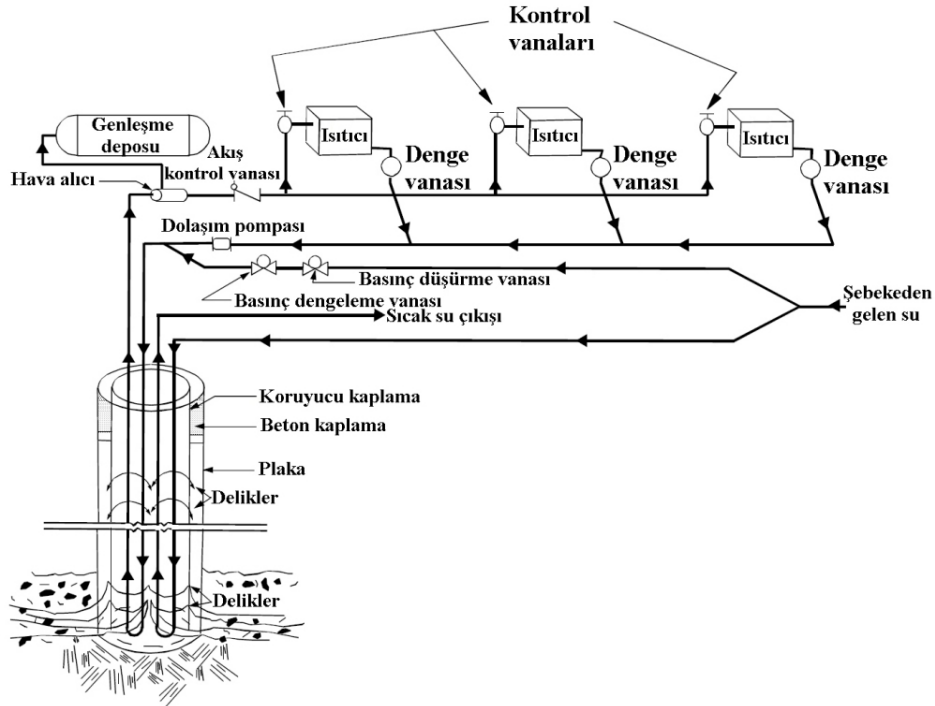 Kontrol
vanaları
Genleşme
deposu
Akış
kontrol vanası
Hava alıcı
Isıtıcı
Isıtıcı
Isıtıcı
Denge
vanası
Denge
vanası
Denge
vanası
Dolaşım pompası
Basınç düşürme vanası
Basınç dengeleme vanası
Şebekeden
gelen su
Sıcak su çıkışı
Koruyucu kaplama
Beton kaplama
Plaka
Delikler
Delikler